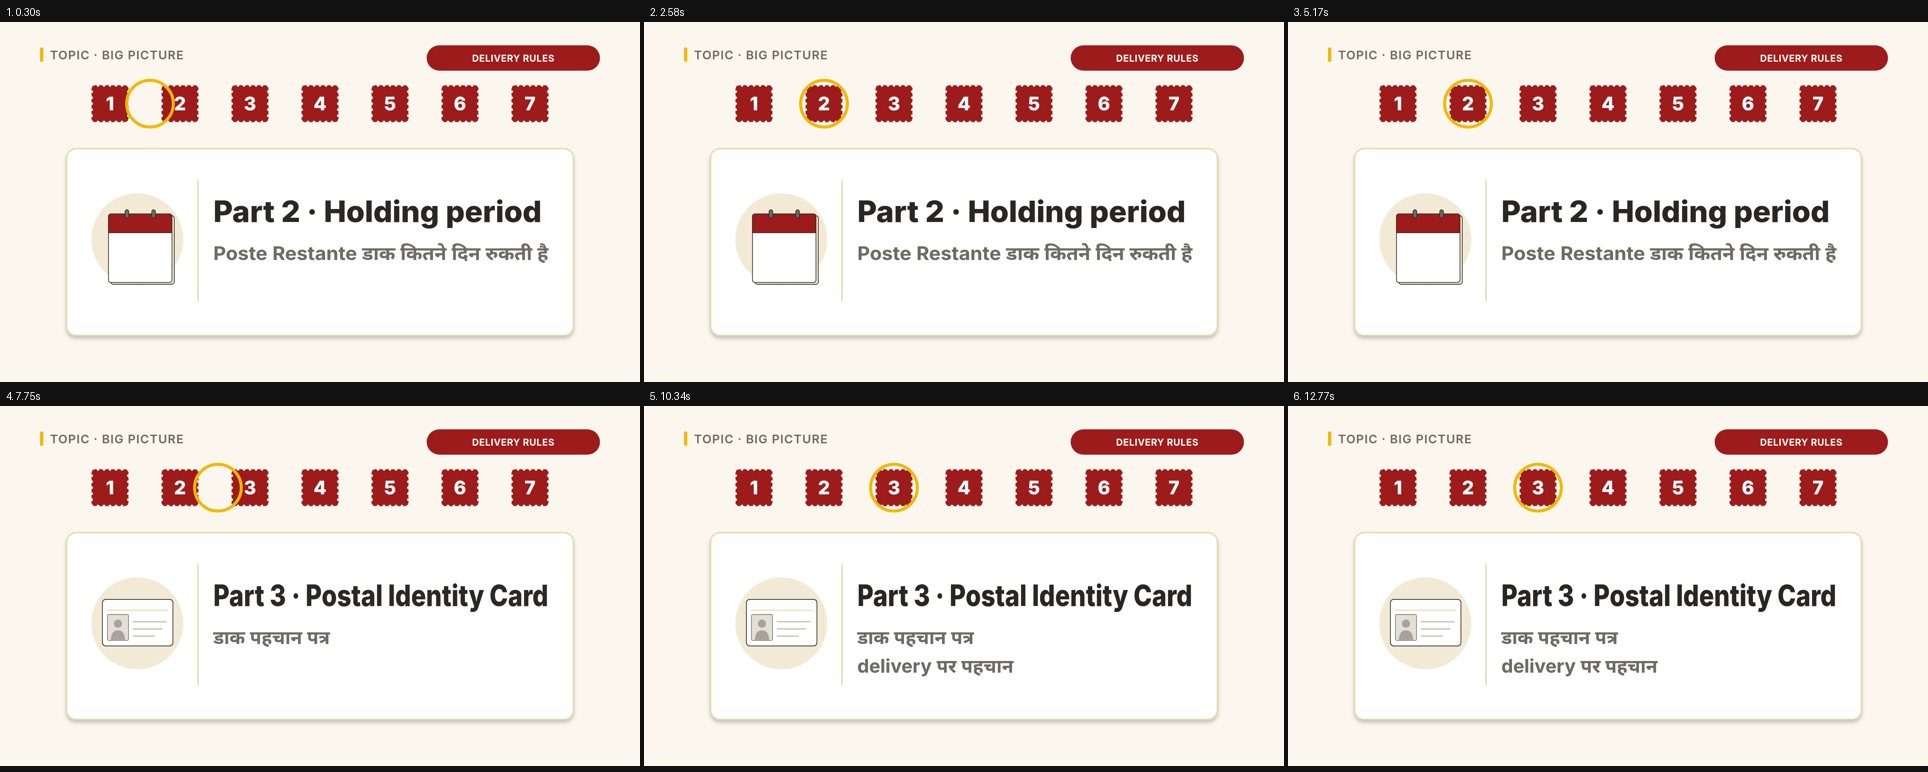 1. 0.30s
TOPIC · BIG PICTURE
DELIVERY RULES
1 2 3 4 5 6 7
Part 2 · Holding period
Poste Restante डाक कितने दिन रुकती है
2. 2.58s
TOPIC · BIG PICTURE
DELIVERY RULES
1 2 3 4 5 6 7
Part 2 · Holding period
Poste Restante डाक कितने दिन रुकती है
3. 5.17s
TOPIC · BIG PICTURE
DELIVERY RULES
1 2 3 4 5 6 7
Part 2 · Holding period
Poste Restante डाक कितने दिन रुकती है
4. 7.75s
TOPIC · BIG PICTURE
DELIVERY RULES
1 2 3 4 5 6 7
Part 3 · Postal Identity Card
डाक पहचान पत्र
5. 10.34s
TOPIC · BIG PICTURE
DELIVERY RULES
1 2 3 4 5 6 7
Part 3 · Postal Identity Card
डाक पहचान पत्र
delivery पर पहचान
6. 12.77s
TOPIC · BIG PICTURE
DELIVERY RULES
1 2 3 4 5 6 7
Part 3 · Postal Identity Card
डाक पहचान पत्र
delivery पर पहचान